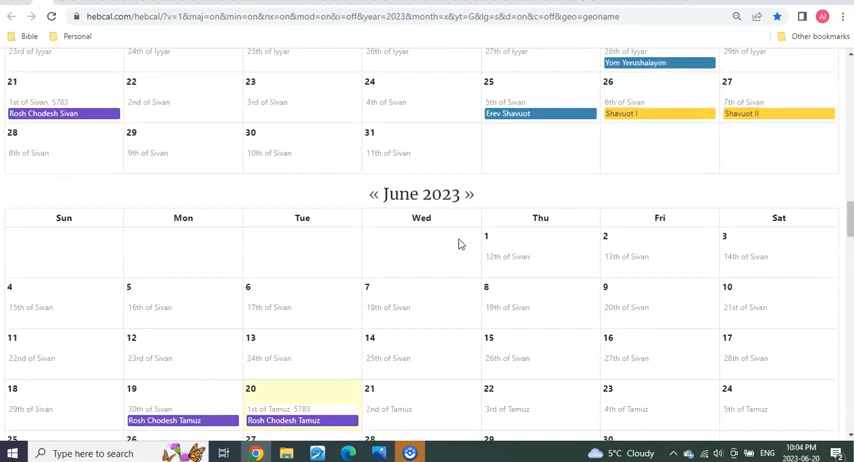 hebcal.com/hebcal/?v=1&maj=on&min=on&nx=on&mod=on&i=off&year=2023&month=x&yt=G&lg=s&d=on&c=off&geo=geoname
AI
Bible Personal Other bookmarks
23rd of Iyyar 24th of Iyyar 25th of Iyyar 26th of Iyyar 28th of Iyyar 29th of Iyyar
Yom Yerushalayim
21 22 23 24 25 26 27
1st of Sivan, 5783 2nd of Sivan 3rd of Sivan 4th of Sivan 5th of Sivan 6th of Sivan 7th of Sivan
Rosh Chodesh Sivan Erev Shavuot Shavuot I Shavuot II
28 29 30 31
8th of Sivan 9th of Sivan 10th of Sivan 11th of Sivan
« June 2023 »
Sun Mon Tue Wed Thu Fri Sat
1 2 3
12th of Sivan 13th of Sivan 14th of Sivan
4 5 6 7 8 9 10
15th of Sivan 16th of Sivan 17th of Sivan 18th of Sivan 19th of Sivan 20th of Sivan 21st of Sivan
11 12 13 14 15 16 17
22nd of Sivan 23rd of Sivan 24th of Sivan 25th of Sivan 26th of Sivan 27th of Sivan 28th of Sivan
18 19 20 21 22 23 24
29th of Sivan 30th of Sivan 1st of Tamuz, 5783 2nd of Tamuz 3rd of Tamuz 4th of Tamuz 5th of Tamuz
Rosh Chodesh Tamuz Rosh Chodesh Tamuz
25 26 27 28 29 30
Type here to search 5°C Cloudy ENG 10:04 PM
2023-06-20 2